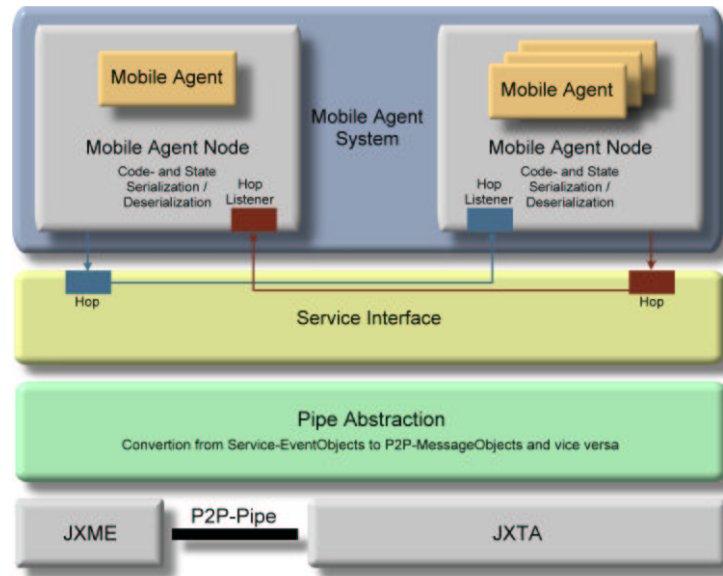 Mobile Agent
Mobile Agent
Mobile Agent
System
Mobile Agent Node
Code- and State
Serialization /
Deserialization
Hop
Listener
Mobile Agent Node
Hop
Listener
Code- and State
Serialization /
Deserialization
Hop
Hop
Service Interface
Pipe Abstraction
Convertion from Service-EventObjects to P2P-MessageObjects and vice versa
JXME
P2P-Pipe
JXTA